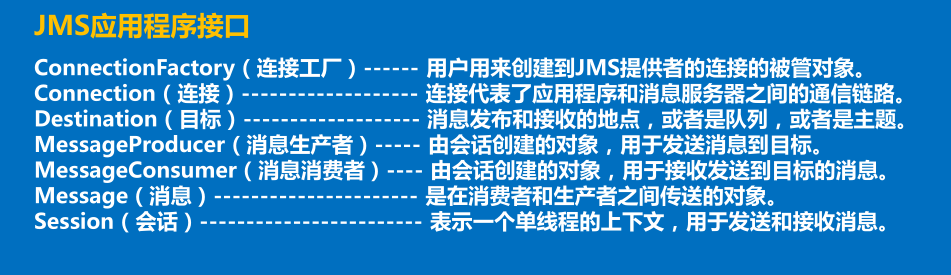 JMS应用程序接口
ConnectionFactory（连接工厂）------ 用户用来创建到JMS提供者的连接的被管对象。
Connection（连接）------------------- 连接代表了应用程序和消息服务器之间的通信链路。
Destination（目标）------------------- 消息发布和接收的地点，或者是队列，或者是主题。
MessageProducer（消息生产者）----- 由会话创建的对象，用于发送消息到目标。
MessageConsumer（消息消费者）---- 由会话创建的对象，用于接收发送到目标的消息。
Message（消息）---------------------- 是在消费者和生产者之间传送的对象。
Session（会话）------------------------ 表示一个单线程的上下文，用于发送和接收消息。